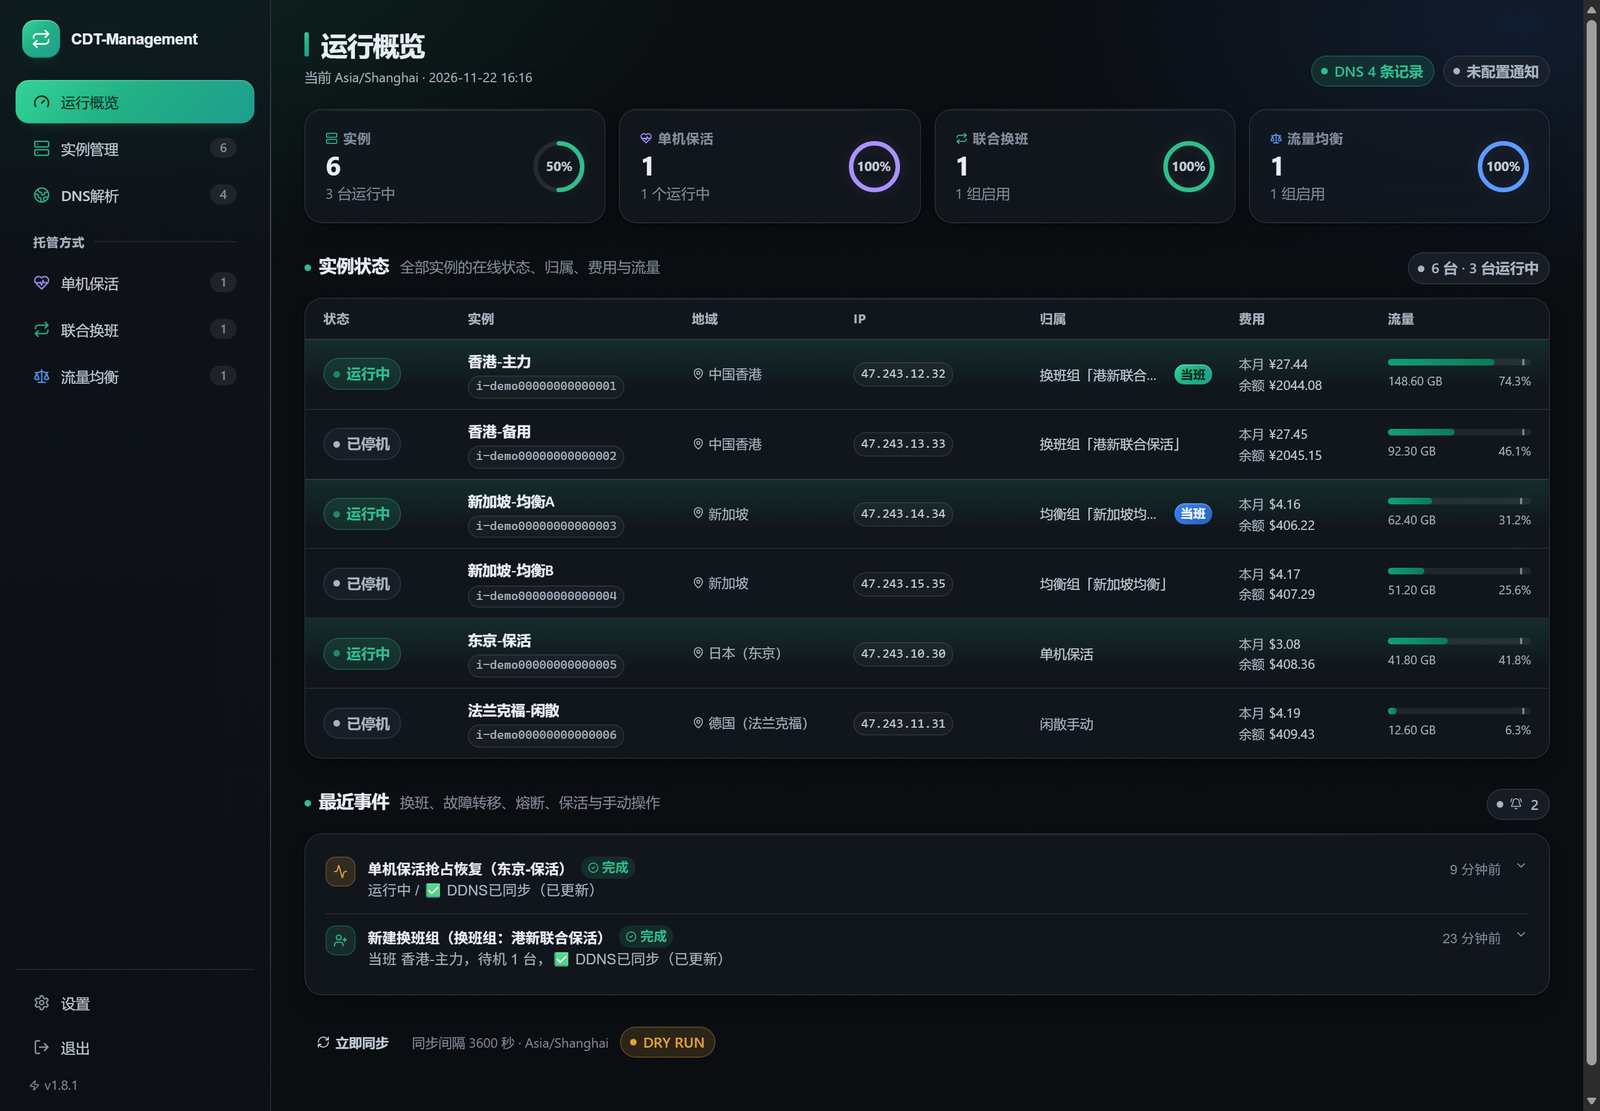 CDT-Management
运行概览
实例管理 6
DNS解析 4
托管方式
单机保活 1
联合换班 1
流量均衡 1
设置
退出
v1.8.1
运行概览
当前 Asia/Shanghai · 2026-11-22 16:16
DNS 4 条记录
未配置通知
实例
6
3 台运行中
50%
单机保活
1
1 个运行中
100%
联合换班
1
1 组启用
100%
流量均衡
1
1 组启用
100%
实例状态 全部实例的在线状态、归属、费用与流量
6 台 · 3 台运行中
状态 实例 地域 IP 归属 费用 流量
运行中 香港-主力 i-demo00000000000001 中国香港 47.243.12.32 换班组「港新联合... 当班 本月 ¥27.44 余额 ¥2044.08 148.60 GB 74.3%
已停机 香港-备用 i-demo00000000000002 中国香港 47.243.13.33 换班组「港新联合保活」 本月 ¥27.45 余额 ¥2045.15 92.30 GB 46.1%
运行中 新加坡-均衡A i-demo00000000000003 新加坡 47.243.14.34 均衡组「新加坡均... 当班 本月 $4.16 余额 $406.22 62.40 GB 31.2%
已停机 新加坡-均衡B i-demo00000000000004 新加坡 47.243.15.35 均衡组「新加坡均衡」 本月 $4.17 余额 $407.29 51.20 GB 25.6%
运行中 东京-保活 i-demo00000000000005 日本（东京） 47.243.10.30 单机保活 本月 $3.08 余额 $408.36 41.80 GB 41.8%
已停机 法兰克福-闲散 i-demo00000000000006 德国（法兰克福） 47.243.11.31 闲散手动 本月 $4.19 余额 $409.43 12.60 GB 6.3%
最近事件 换班、故障转移、熔断、保活与手动操作
2
单机保活抢占恢复（东京-保活） 完成
运行中 / ✅ DDNS已同步（已更新）
9 分钟前
新建换班组（换班组：港新联合保活） 完成
当班 香港-主力，待机 1 台，✅ DDNS已同步（已更新）
23 分钟前
立即同步 同步间隔 3600 秒 · Asia/Shanghai DRY RUN